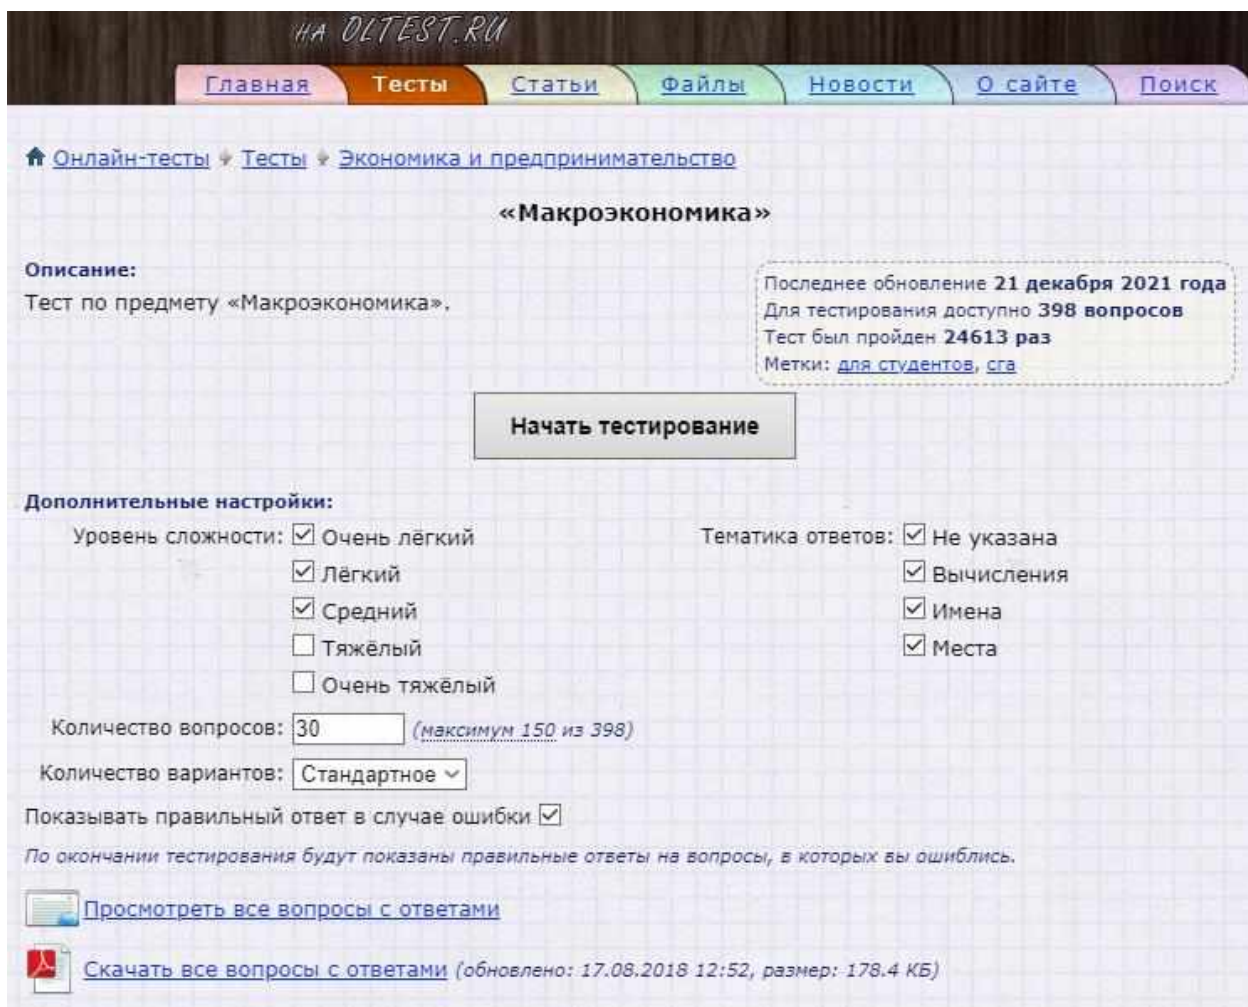 на OLTEST.RU
Главная Тесты Статьи Файлы Новости О сайте Поиск
Онлайн-тесты Тесты Экономика и предпринимательство
«Макроэкономика»
Описание:
Тест по предмету «Макроэкономика».
Последнее обновление 21 декабря 2021 года
Для тестирования доступно 398 вопросов
Тест был пройден 24613 раз
Метки: для студентов, сга
Начать тестирование
Дополнительные настройки:
Уровень сложности: Очень лёгкий
Лёгкий
Средний
Тяжёлый
Очень тяжёлый
Тематика ответов: Не указана
Вычисления
Имена
Места
Количество вопросов: 30 (максимум 150 из 398)
Количество вариантов: Стандартное
Показывать правильный ответ в случае ошибки
По окончании тестирования будут показаны правильные ответы на вопросы, в которых вы ошиблись.
Просмотреть все вопросы с ответами
Скачать все вопросы с ответами (обновлено: 17.08.2018 12:52, размер: 178.4 КБ)